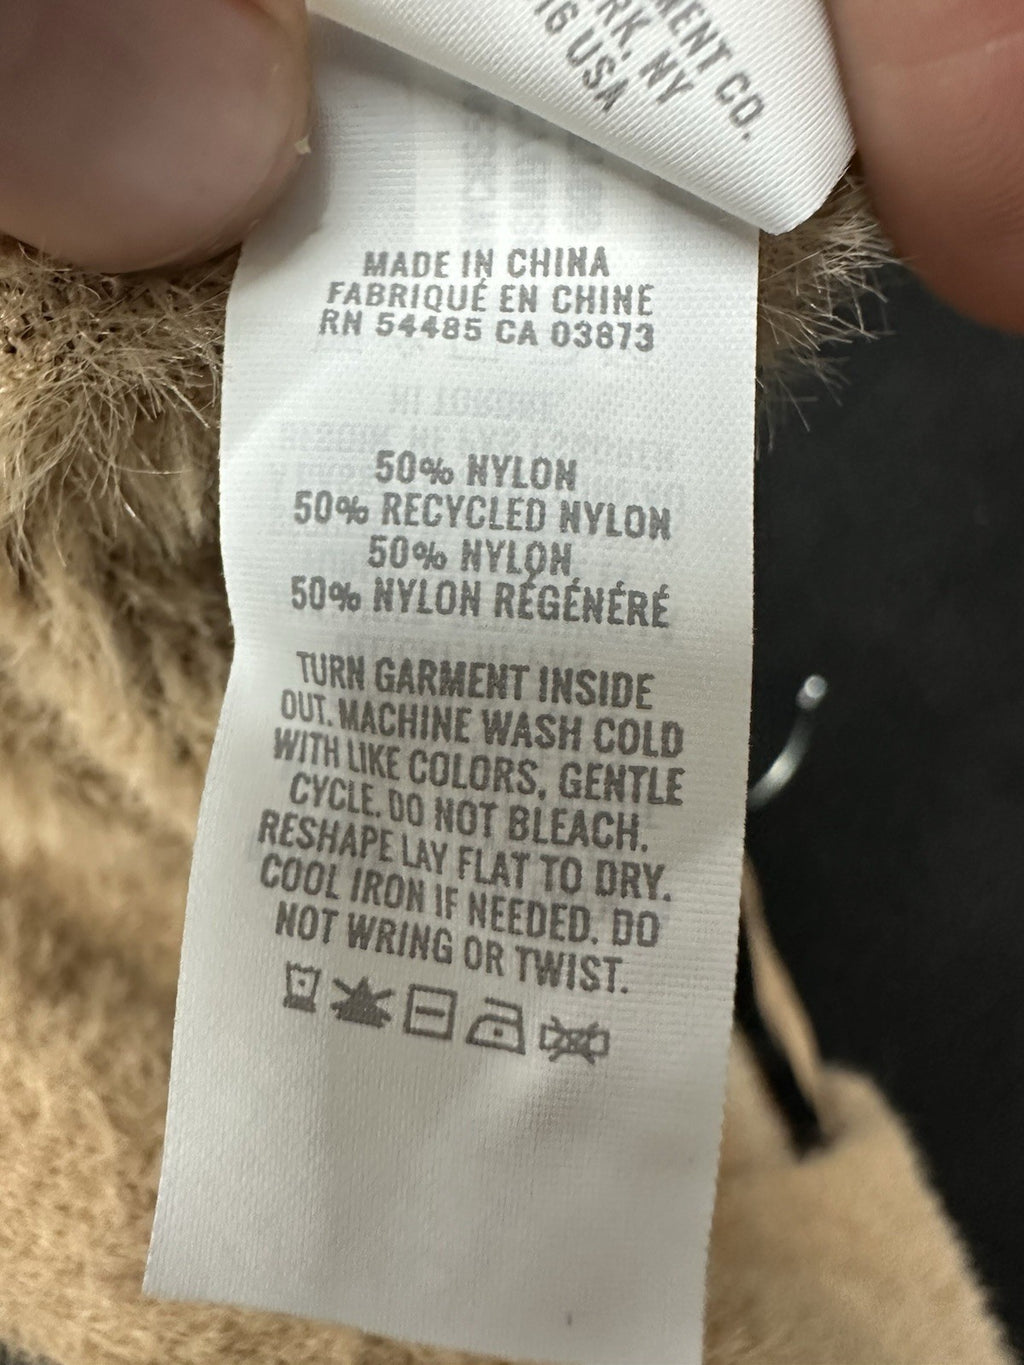 MENT CO.
RK, NY
16 USA
MADE IN CHINA
FABRIQUÉ EN CHINE
RN 54485 CA 03873
50% NYLON
50% RECYCLED NYLON
50% NYLON
50% NYLON RÉGÉNÉRÉ
TURN GARMENT INSIDE
OUT. MACHINE WASH COLD
WITH LIKE COLORS, GENTLE
CYCLE. DO NOT BLEACH.
RESHAPE LAY FLAT TO DRY.
COOL IRON IF NEEDED. DO
NOT WRING OR TWIST.